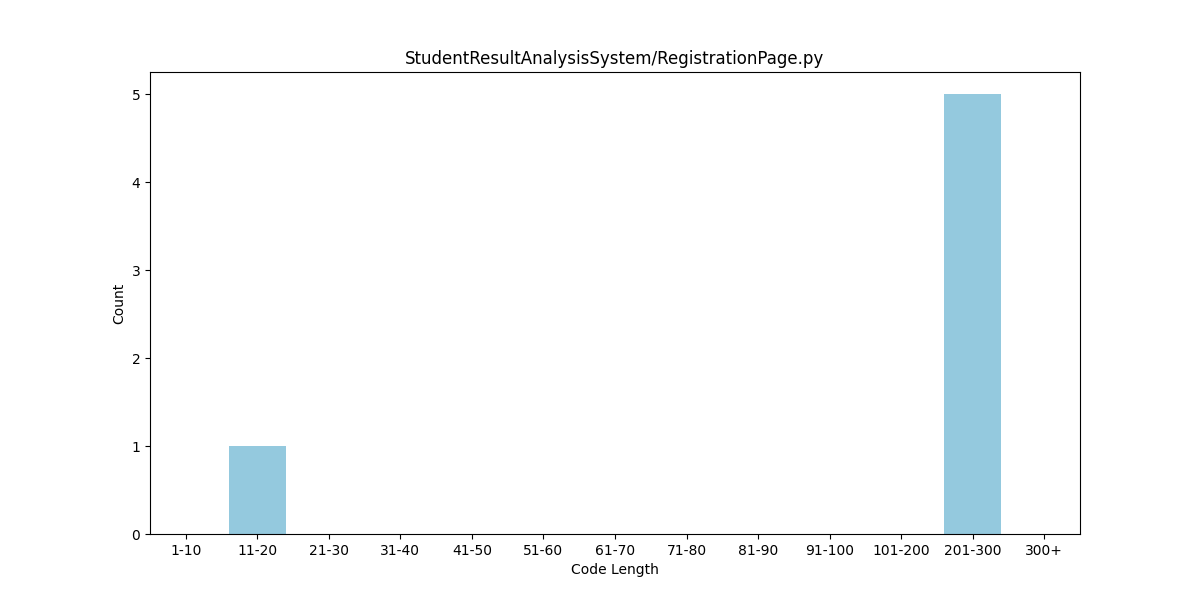 StudentResultAnalysisSystem/RegistrationPage.py
5
4
3
2
1
0
Count
1-10 11-20 21-30 31-40 41-50 51-60 61-70 71-80 81-90 91-100 101-200 201-300 300+
Code Length